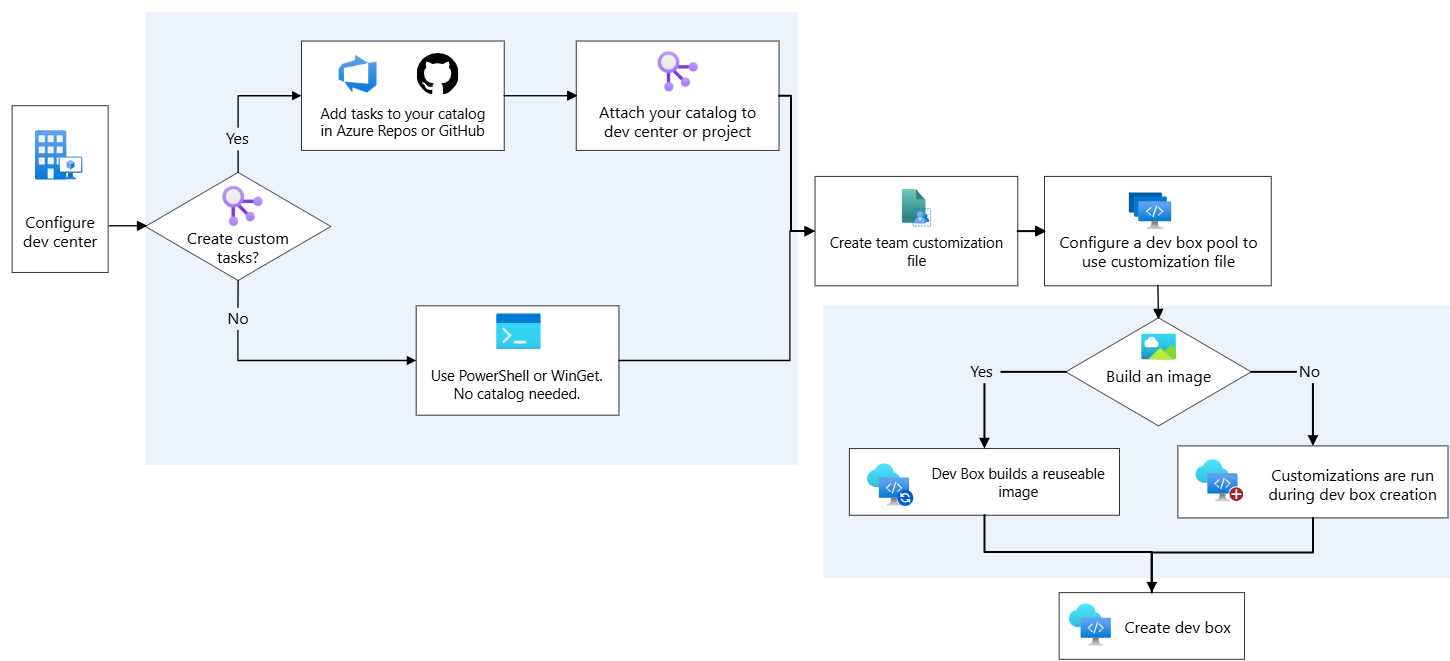 Configure
dev center
Create custom
tasks?
Yes
Add tasks to your catalog
in Azure Repos or GitHub
Attach your catalog to
dev center or project
No
Use PowerShell or WinGet.
No catalog needed.
Create team customization
file
Configure a dev box pool to
use customization file
Build an image
Yes
No
Dev Box builds a reuseable
image
Customizations are run
during dev box creation
Create dev box